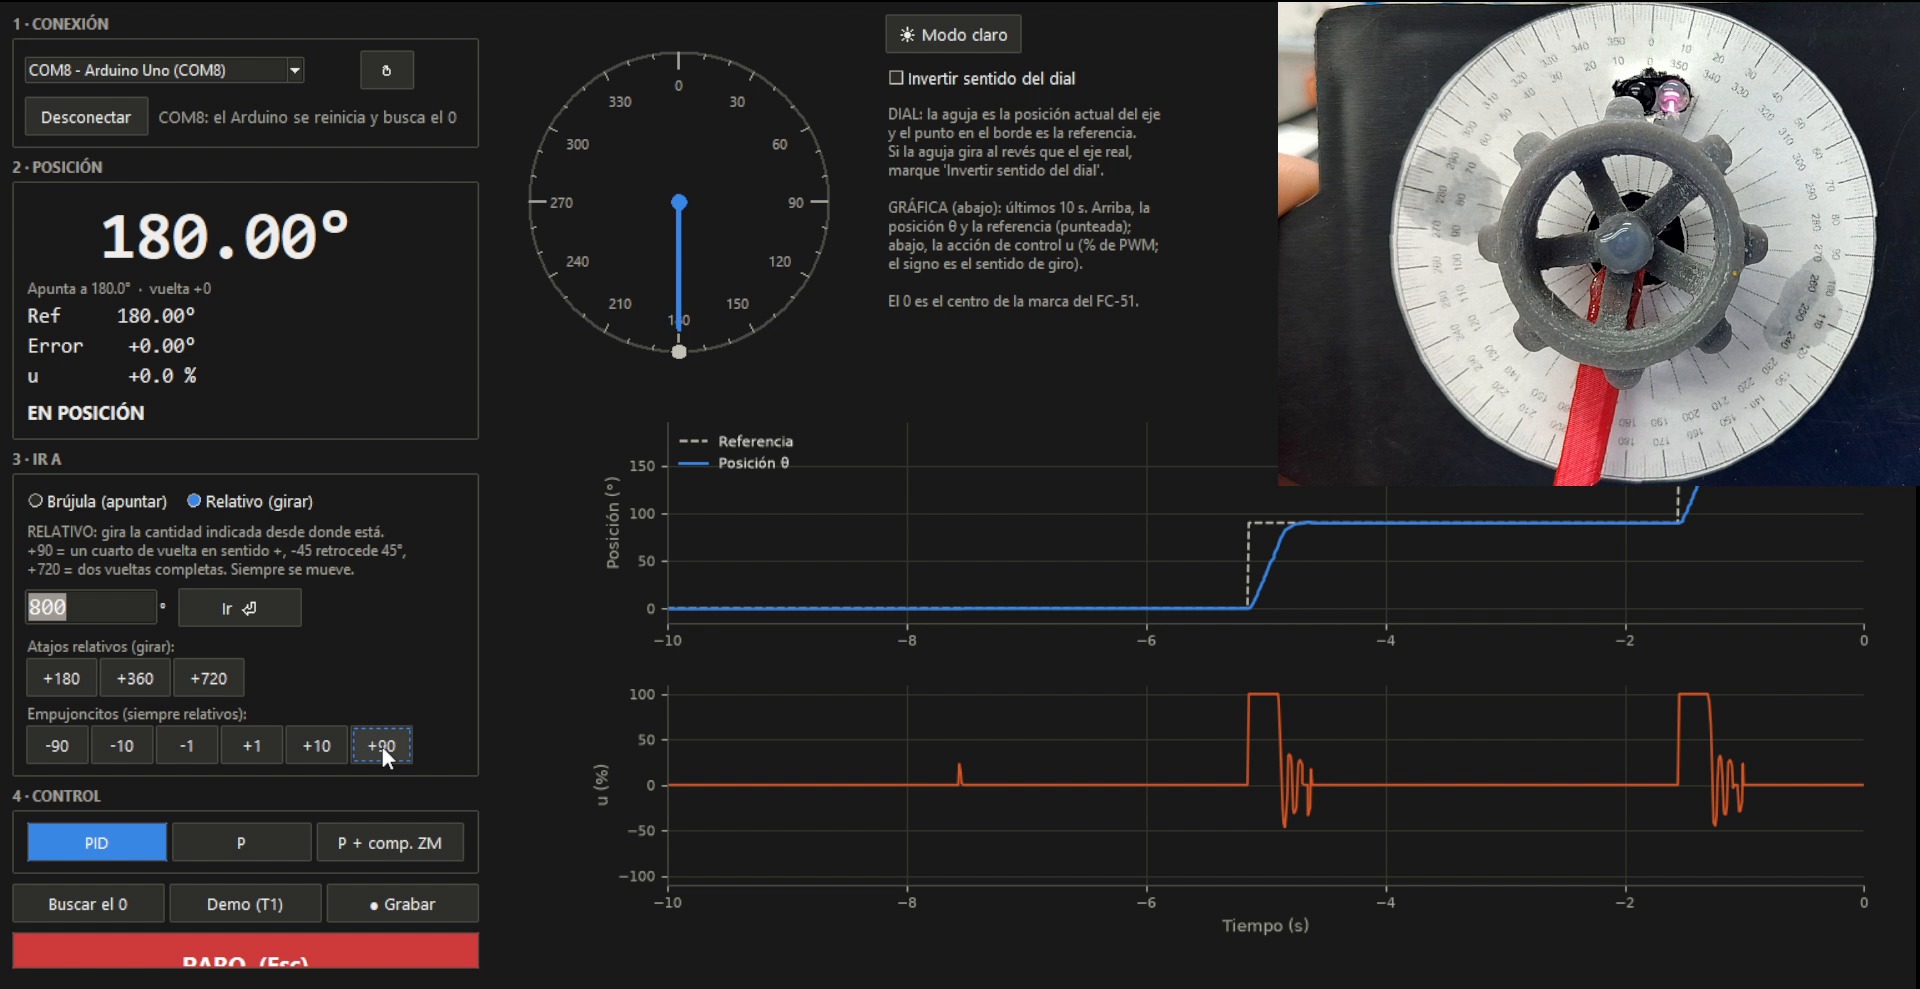 1 · CONEXIÓN
COM8 - Arduino Uno (COM8)
Desconectar
COM8: el Arduino se reinicia y busca el 0
2 · POSICIÓN
180.00°
Apunta a 180.0° · vuelta +0
Ref 180.00°
Error +0.00°
u +0.0 %
EN POSICIÓN
3 · IR A
Brújula (apuntar)
Relativo (girar)
RELATIVO: gira la cantidad indicada desde donde está.
+90 = un cuarto de vuelta en sentido +, -45 retrocede 45°,
+720 = dos vueltas completas. Siempre se mueve.
800 °
Ir
Atajos relativos (girar):
+180 +360 +720
Empujoncitos (siempre relativos):
-90 -10 -1 +1 +10 +90
4 · CONTROL
PID P P + comp. ZM
Buscar el 0
Demo (T1)
● Grabar
PARO (Esc)
0
30
60
90
120
150
180
210
240
270
300
330
Modo claro
Invertir sentido del dial
DIAL: la aguja es la posición actual del eje
y el punto en el borde es la referencia.
Si la aguja gira al revés que el eje real,
marque 'Invertir sentido del dial'.
GRÁFICA (abajo): últimos 10 s. Arriba, la
posición θ y la referencia (punteada);
abajo, la acción de control u (% de PWM;
el signo es el sentido de giro).
El 0 es el centro de la marca del FC-51.
Referencia
Posición θ
Posición (°)
150
100
50
0
−10 −8 −6 −4 −2 0
u (%)
100
50
0
−50
−100
−10 −8 −6 −4 −2 0
Tiempo (s)